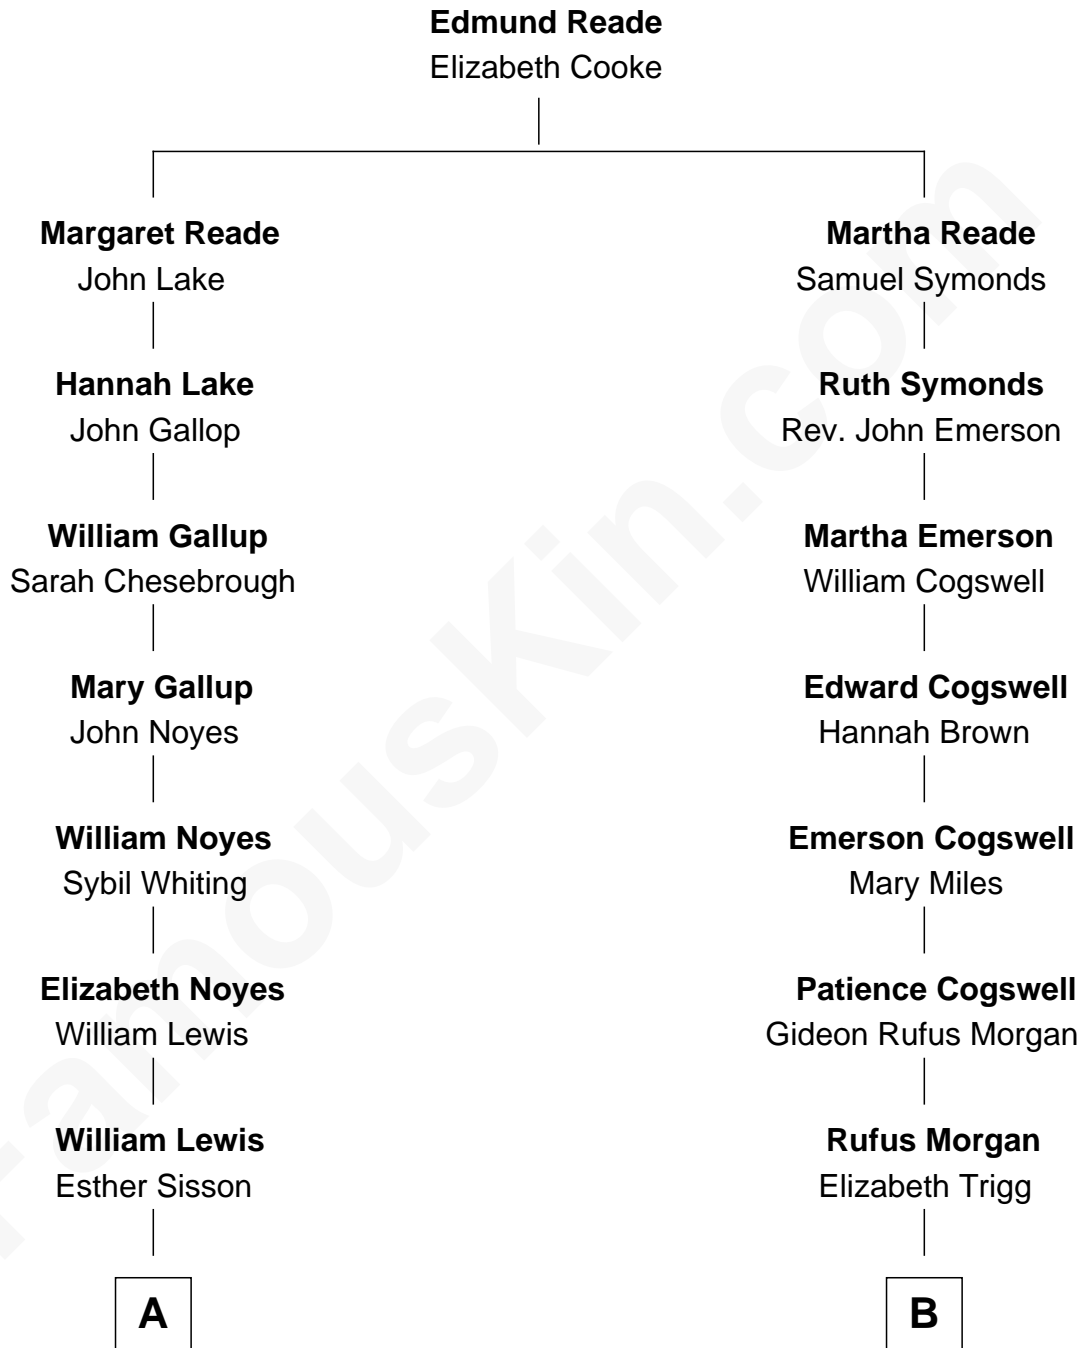 Edmund Reade
Elizabeth Cooke
Margaret Reade
John Lake
Hannah Lake
John Gallop
William Gallup
Sarah Chesebrough
Mary Gallup
John Noyes
William Noyes
Sybil Whiting
Elizabeth Noyes
William Lewis
William Lewis
Esther Sisson
A
Martha Reade
Samuel Symonds
Ruth Symonds
Rev. John Emerson
Martha Emerson
William Cogswell
Edward Cogswell
Hannah Brown
Emerson Cogswell
Mary Miles
Patience Cogswell
Gideon Rufus Morgan
Rufus Morgan
Elizabeth Trigg
B
FamousKin.com